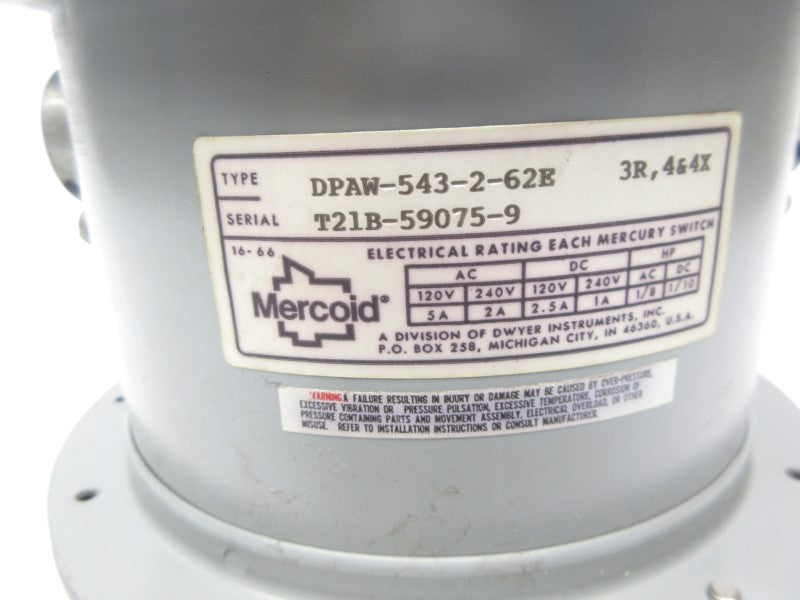 TYPE DPAW-543-2-62E 3R,4&4X
SERIAL T21B-59075-9
16-66 ELECTRICAL RATING EACH MERCURY SWITCH
AC DC HP
120V 240V 120V 240V AC DC
5A 2A 2.5A 1A 1/8 1/10
Mercoid®
A DIVISION OF DWYER INSTRUMENTS, INC.
P.O. BOX 258, MICHIGAN CITY, IN 46360, U.S.A.
WARNING A FAILURE RESULTING IN INJURY OR DAMAGE MAY BE CAUSED BY OVER-PRESSURE,
EXCESSIVE VIBRATION OR PRESSURE PULSATION, EXCESSIVE TEMPERATURE, CORROSION OF
PRESSURE CONTAINING PARTS AND MOVEMENT ASSEMBLY, ELECTRICAL OVERLOAD, OR OTHER
MISUSE. REFER TO INSTALLATION INSTRUCTIONS OR CONSULT MANUFACTURER.